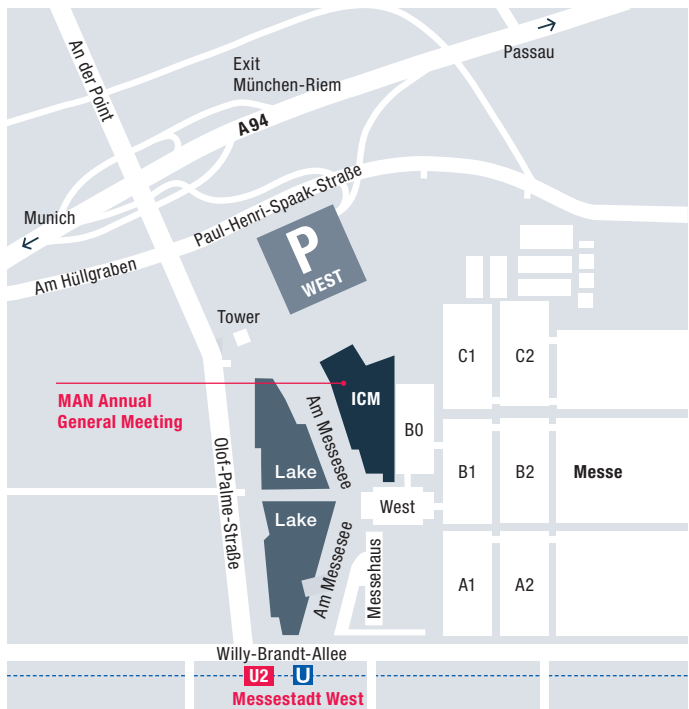 Passau
Exit
München-Riem
An der Point
A94
Munich
Paul-Henri-Spaak-Straße
Am Hüllgraben
P
WEST
Tower
C1
C2
MAN Annual
General Meeting
ICM
Am Messesee
B0
Olof-Palme-Straße
Lake
B1
B2
Messe
West
Lake
Am Messesee
Messehaus
A1
A2
Willy-Brandt-Allee
U2
U
Messestadt West